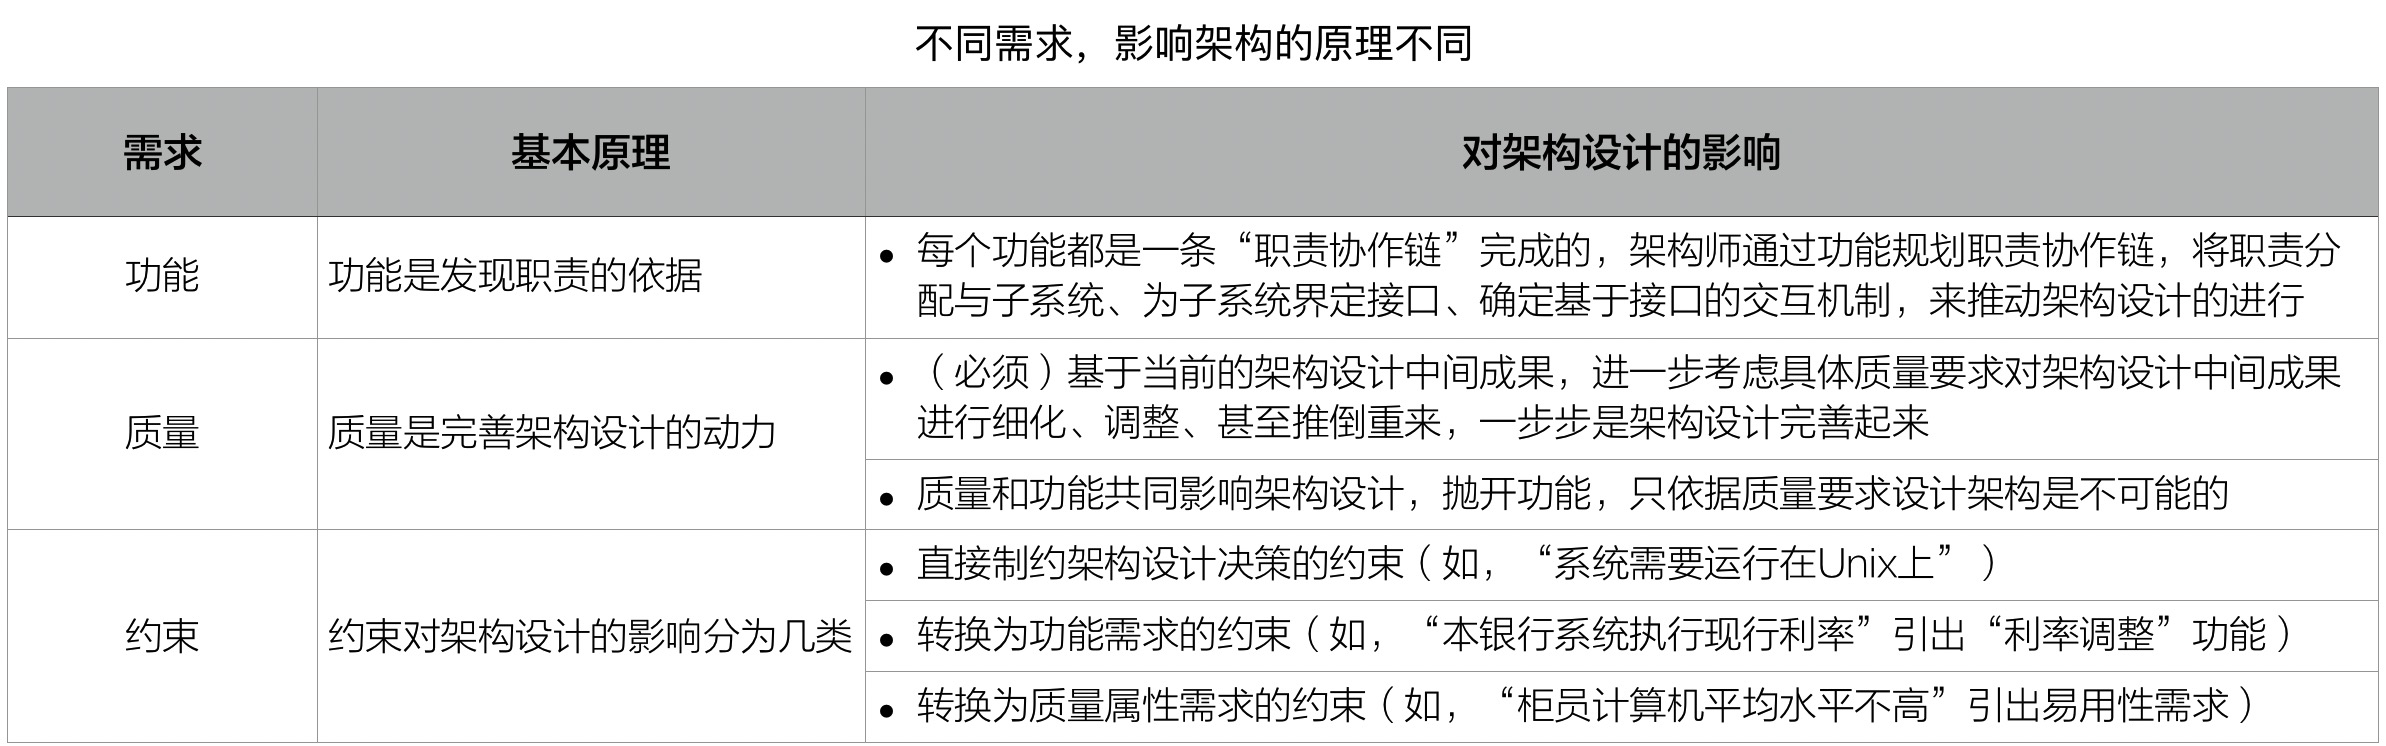 不同需求，影响架构的原理不同
需求
基本原理
对架构设计的影响
功能
功能是发现职责的依据
• 每个功能都是一条“职责协作链”完成的，架构师通过功能规划职责协作链，将职责分
配与子系统、为子系统界定接口、确定基于接口的交互机制，来推动架构设计的进行
质量
质量是完善架构设计的动力
• （必须）基于当前的架构设计中间成果，进一步考虑具体质量要求对架构设计中间成果
进行细化、调整、甚至推倒重来，一步步是架构设计完善起来
• 质量和功能共同影响架构设计，抛开功能，只依据质量要求设计架构是不可能的
约束
约束对架构设计的影响分为几类
• 直接制约架构设计决策的约束（如，“系统需要运行在Unix上”）
• 转换为功能需求的约束（如，“本银行系统执行现行利率”引出“利率调整”功能）
• 转换为质量属性需求的约束（如，“柜员计算机平均水平不高”引出易用性需求）